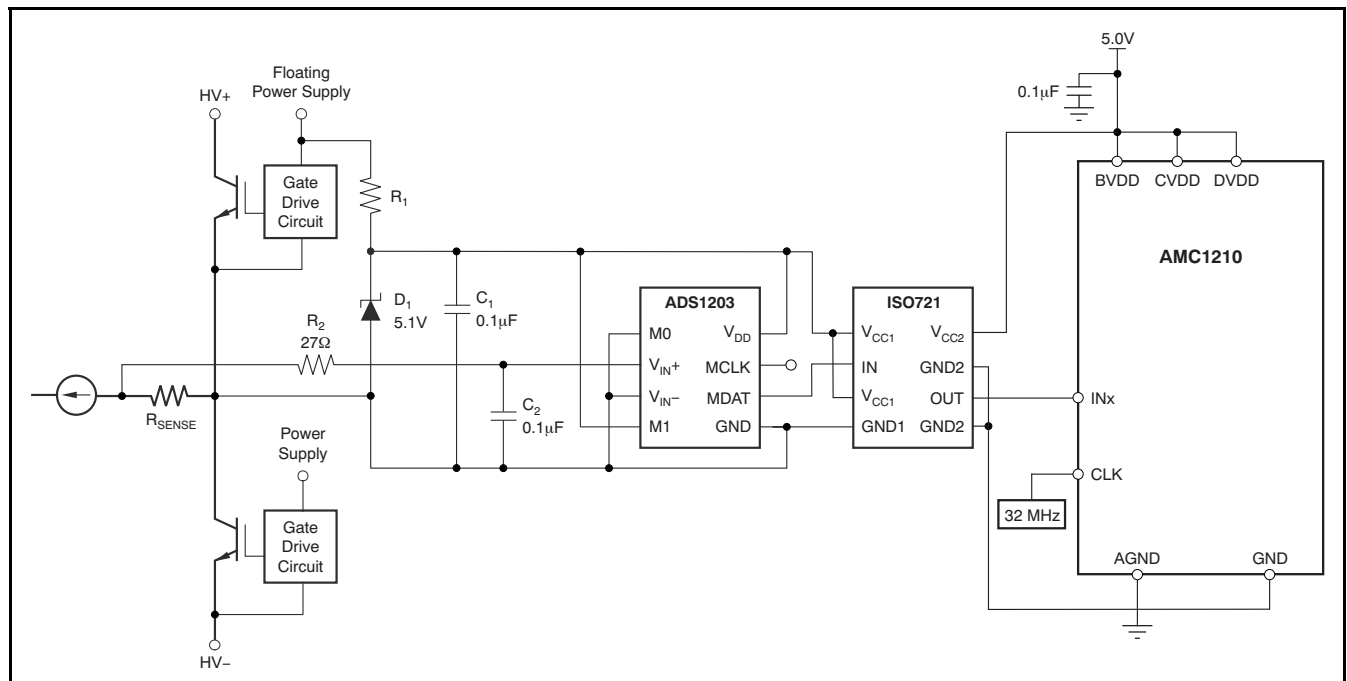 5.0V
0.1µF
Floating
Power Supply
HV+
Gate
Drive
Circuit
R1
BVDD CVDD DVDD
AMC1210
ADS1203
ISO721
D1
5.1V
C1
0.1µF
R2
27Ω
M0 VDD
VIN+ MCLK
VIN− MDAT
M1 GND
VCC1 VCC2
IN GND2
VCC1 OUT
GND1 GND2
INx
RSENSE
C2
0.1µF
Power
Supply
CLK
32 MHz
Gate
Drive
Circuit
AGND GND
HV−